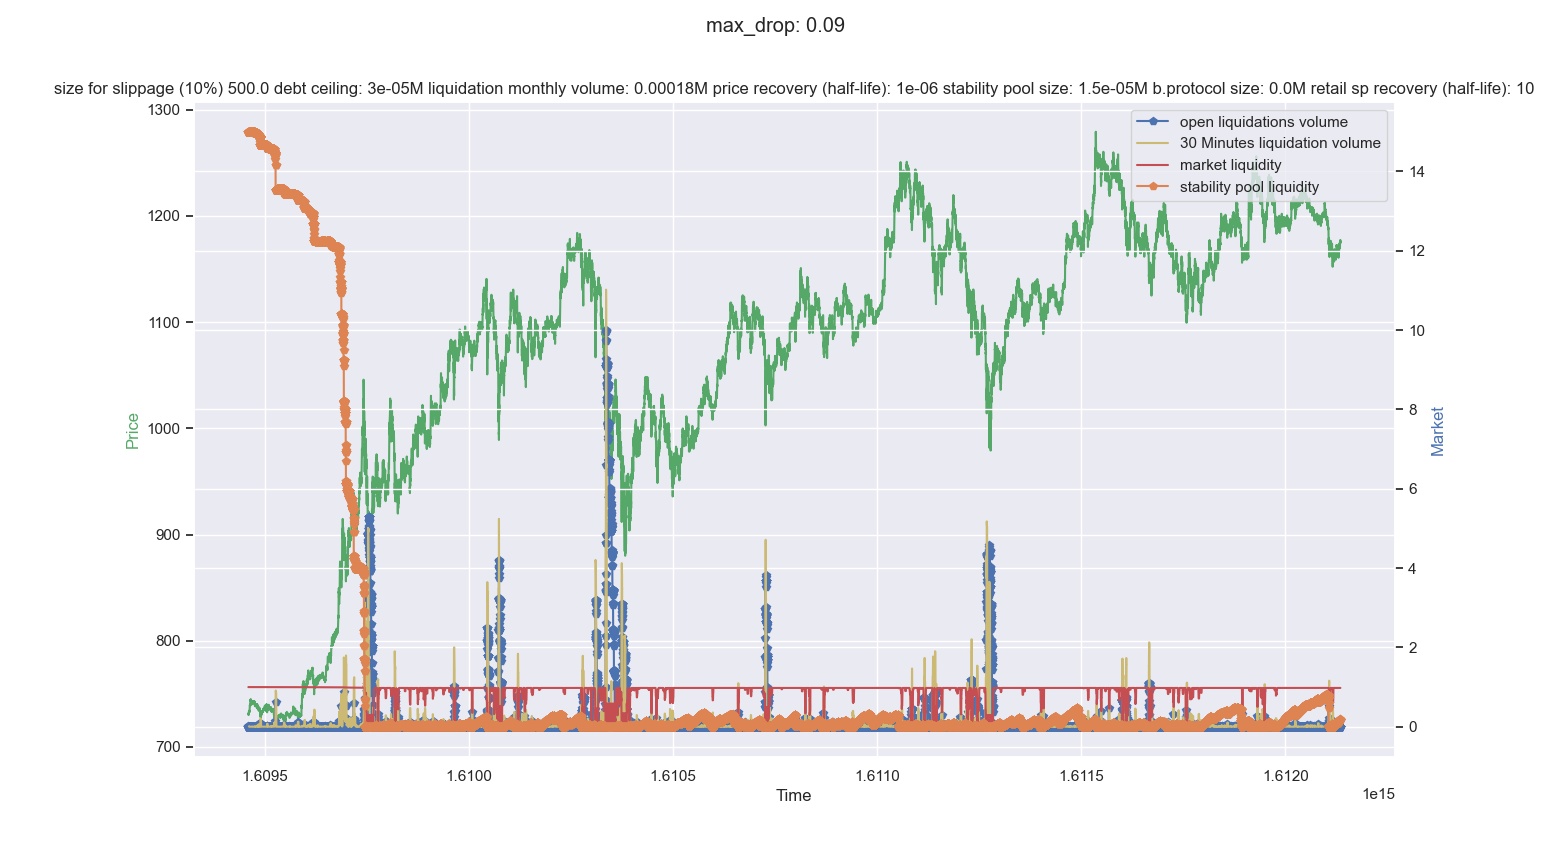 max_drop: 0.09
size for slippage (10%) 500.0 debt ceiling: 3e-05M liquidation monthly volume: 0.00018M price recovery (half-life): 1e-06 stability pool size: 1.5e-05M b.protocol size: 0.0M retail sp recovery (half-life): 10
open liquidations volume
30 Minutes liquidation volume
market liquidity
stability pool liquidity
1300
1200
1100
1000
900
800
700
Price
14
12
10
8
6
4
2
0
Market
1.6095 1.6100 1.6105 1.6110 1.6115 1.6120
Time
1e15